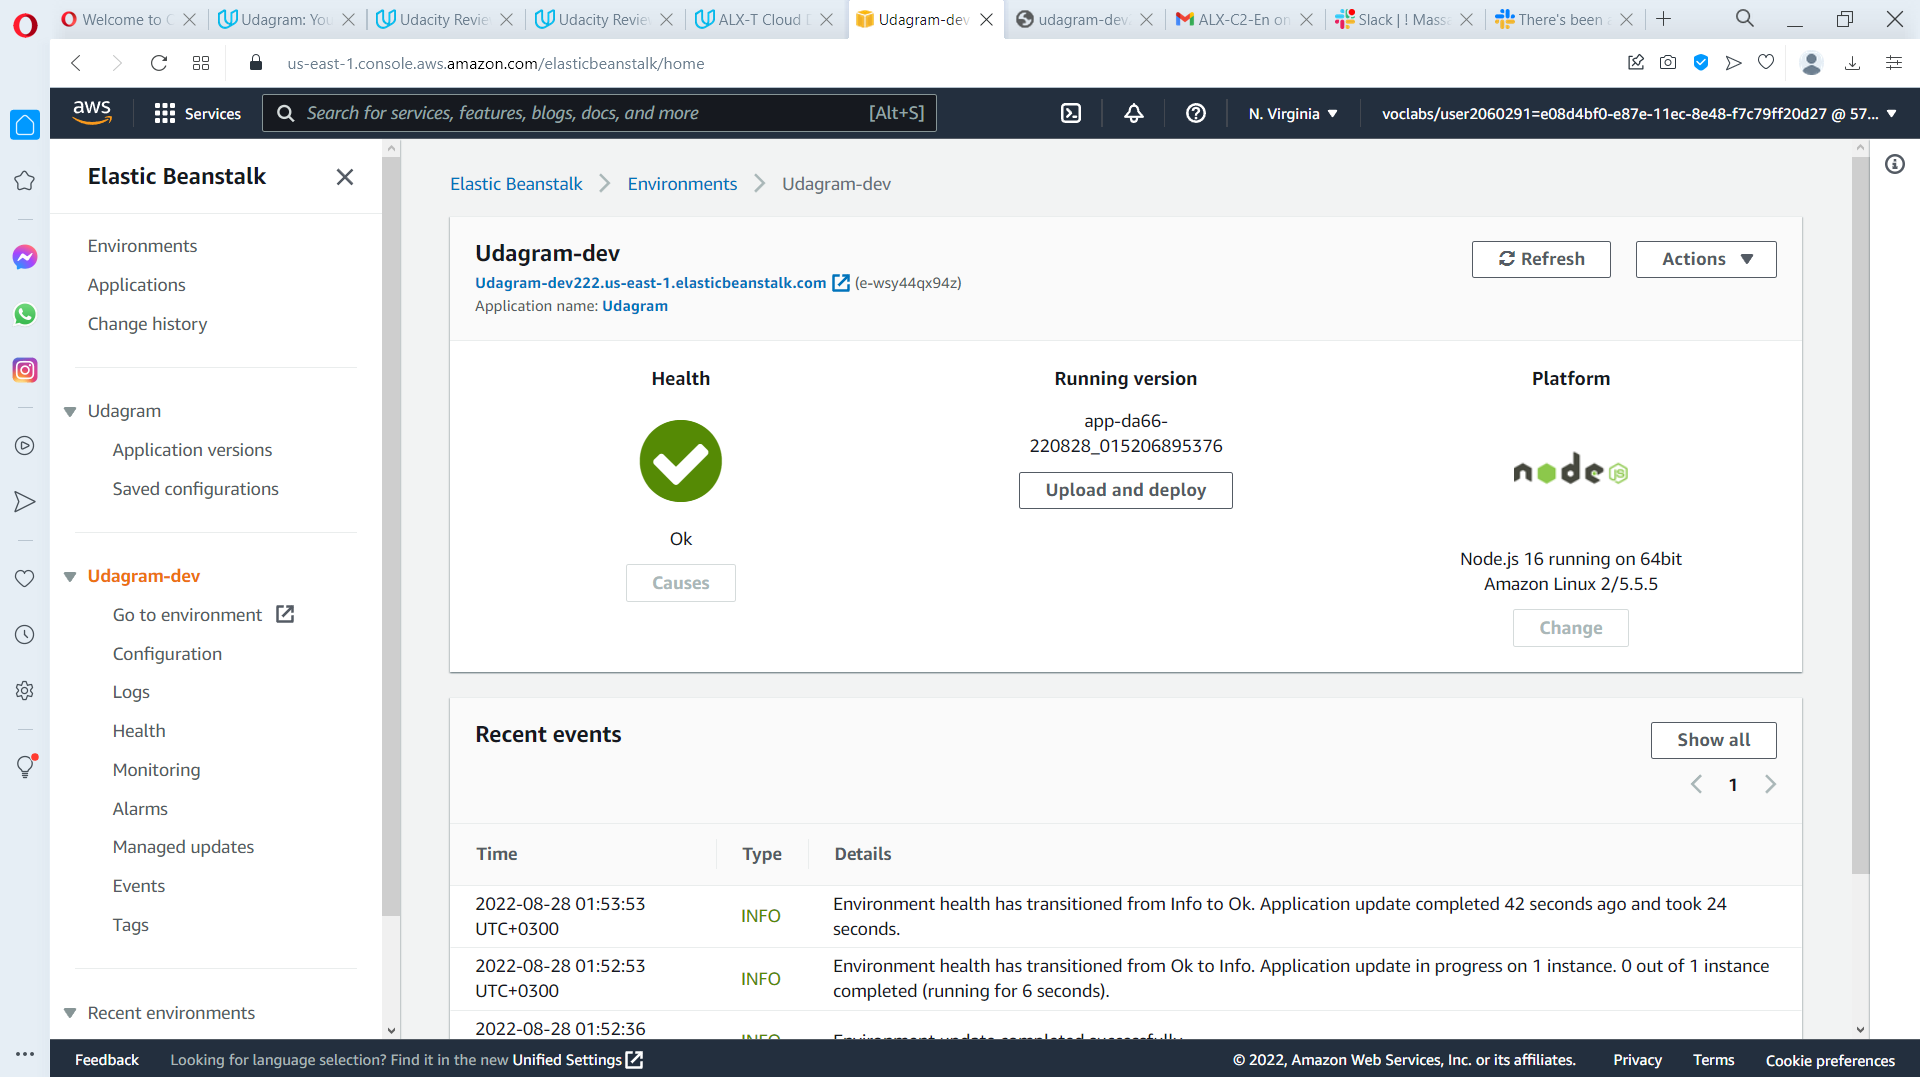 Welcome to C
Udagram: You
Udacity Revie
Udacity Revie
ALX-T Cloud D
Udagram-dev
udagram-dev.
ALX-C2-En on
Slack | ! Massa
There's been a
us-east-1.console.aws.amazon.com/elasticbeanstalk/home
aws
Services
Search for services, features, blogs, docs, and more
[Alt+S]
N. Virginia
voclabs/user2060291=e08d4bf0-e87e-11ec-8e48-f7c79ff20d27 @ 57...
Elastic Beanstalk
Environments
Applications
Change history
Udagram
Application versions
Saved configurations
Udagram-dev
Go to environment
Configuration
Logs
Health
Monitoring
Alarms
Managed updates
Events
Tags
Recent environments
Elastic Beanstalk
Environments
Udagram-dev
Udagram-dev
Udagram-dev222.us-east-1.elasticbeanstalk.com (e-wsy44qx94z)
Application name: Udagram
Refresh
Actions
Health
Ok
Causes
Running version
app-da66-
220828_015206895376
Upload and deploy
Platform
node JS
Node.js 16 running on 64bit
Amazon Linux 2/5.5.5
Change
Recent events
Show all
1
Time Type Details
2022-08-28 01:53:53
UTC+0300
INFO
Environment health has transitioned from Info to Ok. Application update completed 42 seconds ago and took 24
seconds.
2022-08-28 01:52:53
UTC+0300
INFO
Environment health has transitioned from Ok to Info. Application update in progress on 1 instance. 0 out of 1 instance
completed (running for 6 seconds).
2022-08-28 01:52:36
INFO
Environment update completed successfully.
Feedback
Looking for language selection? Find it in the new Unified Settings
© 2022, Amazon Web Services, Inc. or its affiliates.
Privacy
Terms
Cookie preferences